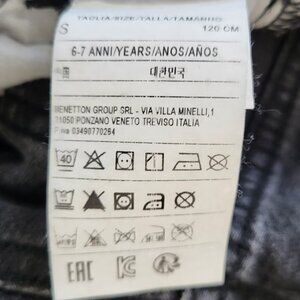 TAGLIA/SIZE/TALLA/TAMANHO
S 120 CM
6-7 ANNI/YEARS/ANOS/AÑOS
대한민국
BENETTON GROUP SRL - VIA VILLA MINELLI,1
31050 PONZANO VENETO TREVISO ITALIA
P.iva 03490770264
40
EAC